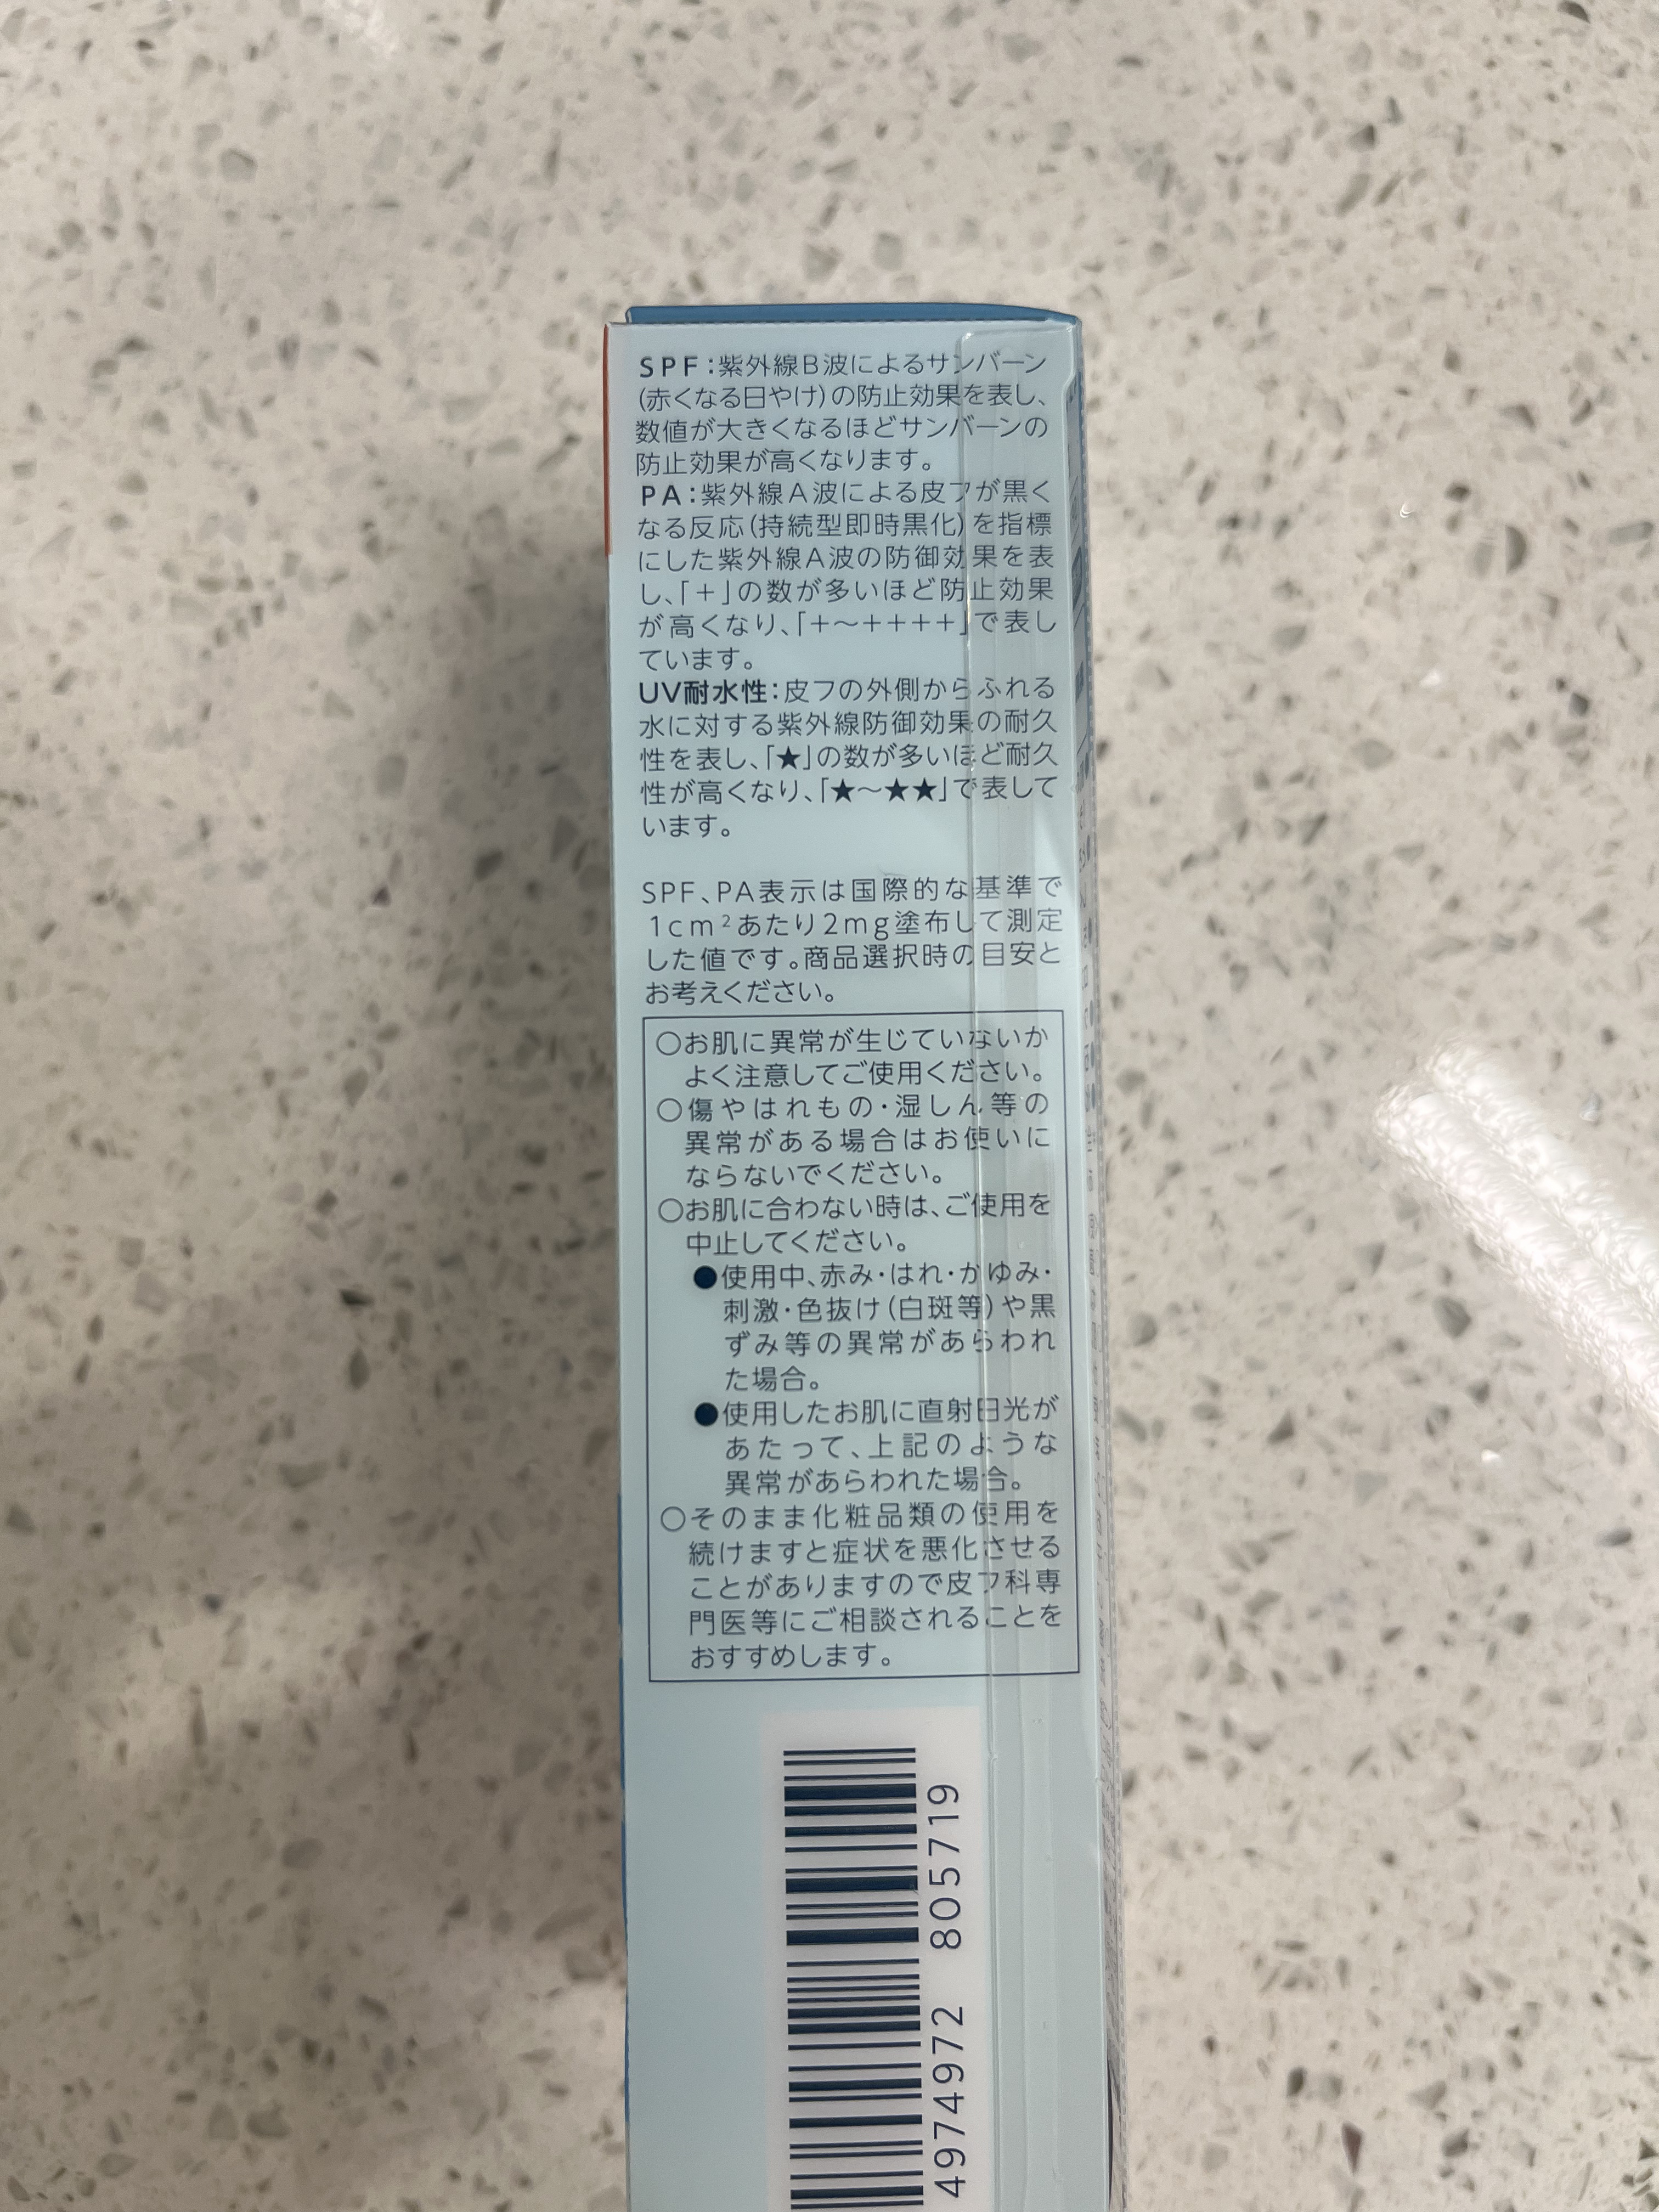 SPF：紫外線B波によるサンバーン
(赤くなる日やけ)の防止効果を表し、
数値が大きくなるほどサンバーンの
防止効果が高くなります。
PA：紫外線A波による皮フが黒く
なる反応(持続型即時黒化)を指標
にした紫外線A波の防御効果を表
し、「＋」の数が多いほど防止効果
が高くなり、「＋～＋＋＋＋」で表し
ています。
UV耐水性：皮フの外側からふれる
水に対する紫外線防御効果の耐久
性を表し、「★」の数が多いほど耐久
性が高くなり、「★～★★」で表して
います。
SPF、PA表示は国際的な基準で
1cm²あたり2mg塗布して測定
した値です。商品選択時の目安と
お考えください。
○お肌に異常が生じていないか
よく注意してご使用ください。
○傷やはれもの・湿しん等の
異常がある場合はお使いに
ならないでください。
○お肌に合わない時は、ご使用を
中止してください。
●使用中、赤み・はれ・かゆみ・
刺激・色抜け(白斑等)や黒
ずみ等の異常があらわれ
た場合。
●使用したお肌に直射日光が
あたって、上記のような
異常があらわれた場合。
○そのまま化粧品類の使用を
続けますと症状を悪化させる
ことがありますので皮フ科専
門医等にご相談されることを
おすすめします。
4974972 805719